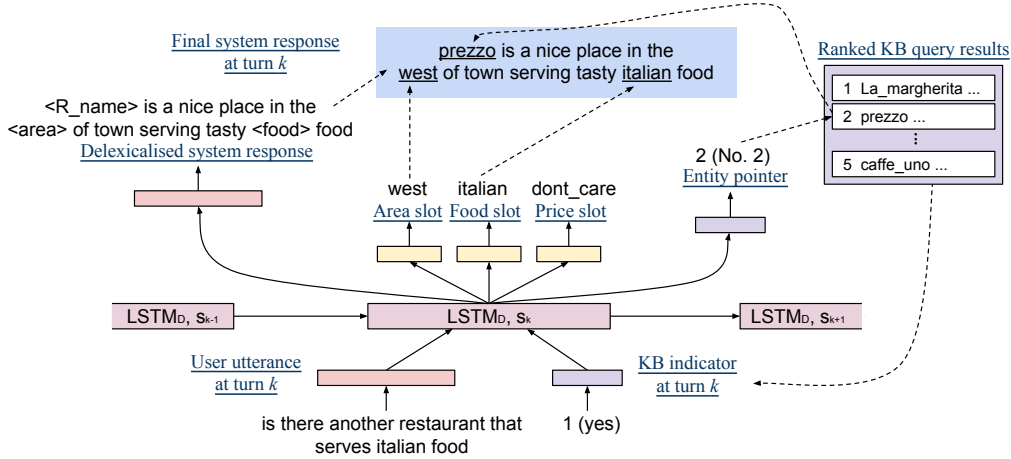 Final system response
at turn k
prezzo is a nice place in the
west of town serving tasty italian food
Ranked KB query results
1 La_margherita ...
2 prezzo ...
⋮
5 caffe_uno ...
<R_name> is a nice place in the
<area> of town serving tasty <food> food
Delexicalised system response
west
Area slot
italian
Food slot
dont_care
Price slot
2 (No. 2)
Entity pointer
LSTMD, sk-1
LSTMD, sk
LSTMD, sk+1
User utterance
at turn k
KB indicator
at turn k
is there another restaurant that
serves italian food
1 (yes)